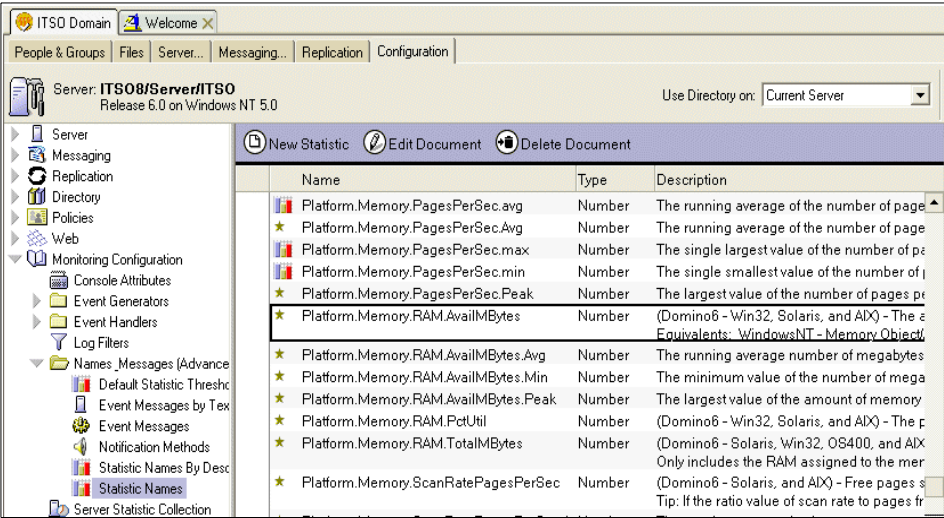 ITSO Domain Welcome
People & Groups Files Server... Messaging... Replication Configuration
Server: ITSO8/Server/ITSO
Release 6.0 on Windows NT 5.0
Use Directory on: Current Server
Server
Messaging
Replication
Directory
Policies
Web
Monitoring Configuration
Console Attributes
Event Generators
Event Handlers
Log Filters
Names_Messages (Advance
Default Statistic Thresho
Event Messages by Tex
Event Messages
Notification Methods
Statistic Names By Desc
Statistic Names
Server Statistic Collection
New Statistic Edit Document Delete Document
Name Type Description
Platform.Memory.PagesPerSec.avg Number The running average of the number of page
Platform.Memory.PagesPerSec.Avg Number The running average of the number of page
Platform.Memory.PagesPerSec.max Number The single largest value of the number of pa
Platform.Memory.PagesPerSec.min Number The single smallest value of the number of
Platform.Memory.PagesPerSec.Peak Number The largest value of the number of pages pe
Platform.Memory.RAM.AvailMBytes Number (Domino6 - Win32, Solaris, and AIX) - The a
Equivalents: WindowsNT - Memory Object/
Platform.Memory.RAM.AvailMBytes.Avg Number The running average number of megabytes
Platform.Memory.RAM.AvailMBytes.Min Number The minimum value of the number of mega
Platform.Memory.RAM.AvailMBytes.Peak Number The largest value of the amount of memory
Platform.Memory.RAM.PctUtil Number (Domino6 - Win32, Solaris, and AIX) - The p
Platform.Memory.RAM.TotalMBytes Number (Domino6 - Solaris, Win32, OS400, and AIX
Only includes the RAM assigned to the mer
Platform.Memory.ScanRatePagesPerSec Number (Domino6 - Solaris, and AIX) - Free pages s
Tip: If the ratio value of scan rate to pages fr